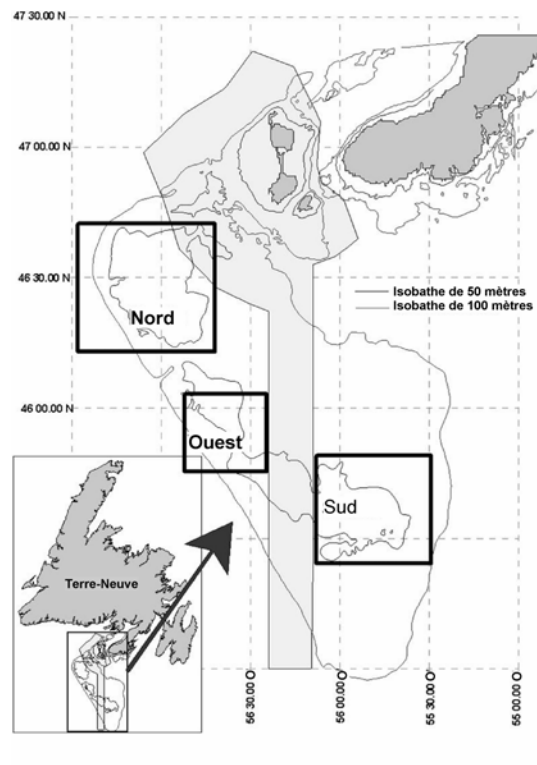 47 30.00 N
47 00.00 N
46 30.00 N
Isobathe de 50 mètres
Isobathe de 100 mètres
Nord
46 00.00 N
Ouest
Sud
Terre-Neuve
56 30.00 O
56 00.00 O
55 30.00 O
55 00.00 O